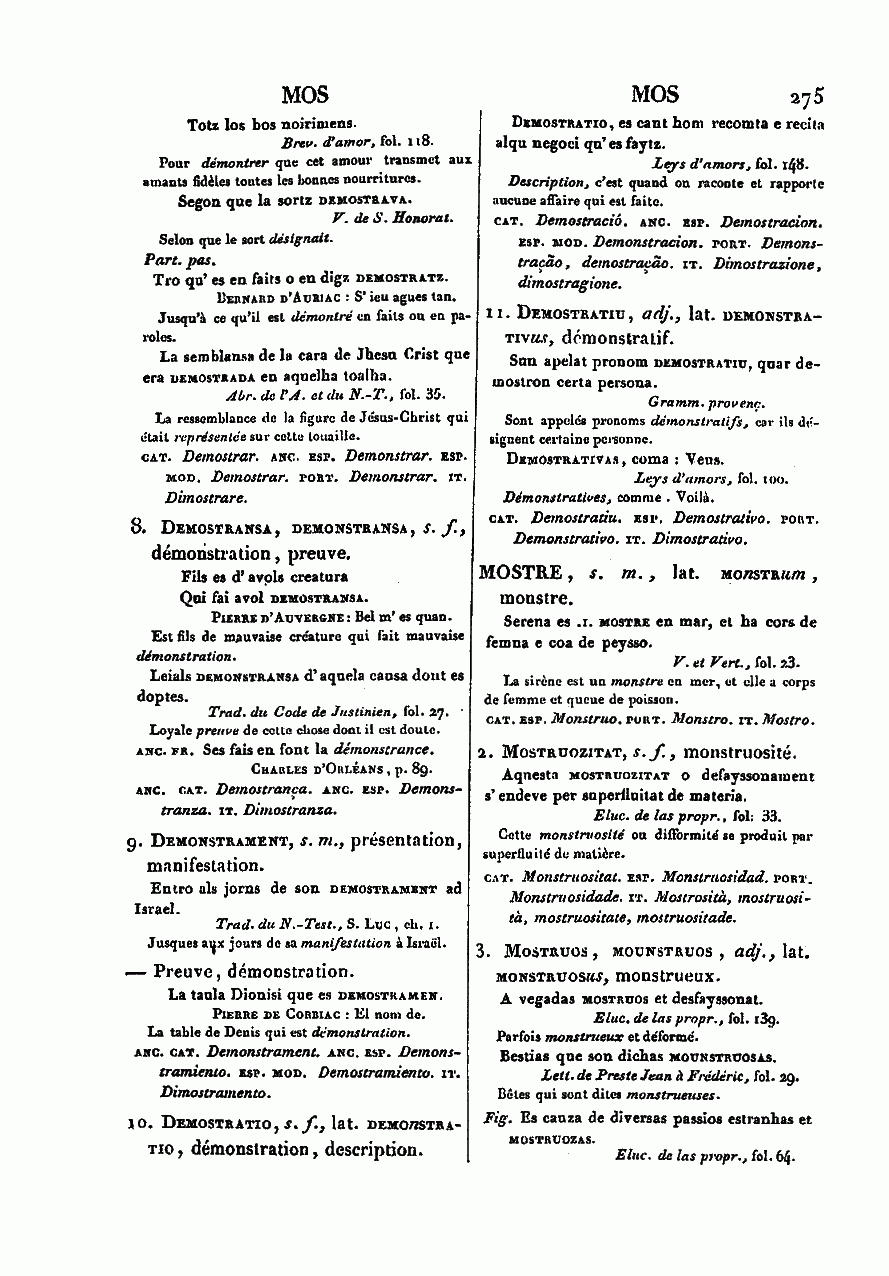 MOS
Totz los bos noirimens.
Brev. d'amor, fol. 118.
Pour démontrer que cet amour transmet aux
amants fidèles toutes les bonnes nourritures.
Segon que la sortz DEMOSTRAVA.
V. de S. Honorat.
Selon que le sort désignait.
Part. pas.
Tro qu'es en faits o en digz DEMOSTRATZ.
BERNARD D'AURIAC : S'ieu agues tan.
Jusqu'à ce qu'il est démontré en faits ou en pa-
roles.
La semblansa de la cara de Jhesu Crist que
era DEMOSTRADA en aquelha toalha.
Abr. de l'A. et du N.-T., fol. 35.
La ressemblance de la figure de Jésus-Christ qui
était représentée sur cette touaille.
CAT. Demostrar. ANC. ESP. Demonstrar. ESP.
MOD. Demostrar. PORT. Demonstrar. IT.
Dimostrare.
8. DEMOSTRANSA, DEMONSTRANSA, s. f.,
démonstration, preuve.
Fils es d'avols creatura
Qui fai avol DEMOSTRANSA.
PIERRE D'AUVERGNE : Bel m'es quan.
Est fils de mauvaise créature qui fait mauvaise
démonstration.
Leials DEMONSTRANSA d'aquela causa dont es
doptes.
Trad. du Code de Justinien, fol. 27.
Loyale preuve de cette chose dont il est doute.
ANC. FR. Ses fais en font la démonstrance.
CHARLES D'ORLÉANS, p. 89.
ANC. CAT. Demostrança. ANC. ESP. Demons-
tranza. IT. Dimostranza.
9. DEMONSTRAMENT, s. m., présentation,
manifestation.
Entro als jorns de son DEMOSTRAMENT ad
Israel.
Trad. du N.-Test., S. LUC, ch. 1.
Jusques aux jours de sa manifestation à Israël.
— Preuve, démonstration.
La taula Dionisi que es DEMOSTRAMEN.
PIERRE DE CORBIAC : El nom de.
La table de Denis qui est démonstration.
ANC. CAT. Demonstrament. ANC. ESP. Demons-
tramiento. ESP. MOD. Demostramiento. IT.
Dimostramento.
10. DEMOSTRATIO, s. f., lat. DEMONSTRA-
TIO, démonstration, description.
MOS 275
DEMOSTRATIO, es cant hom recomta e recita
alqu negoci qu'es faytz.
Leys d'amors, fol. 148.
Description, c'est quand on raconte et rapporte
aucune affaire qui est faite.
CAT. Demostració. ANC. ESP. Demostracion.
ESP. MOD. Demonstracion. PORT. Demons-
tração, demostração. IT. Dimostrazione,
dimostragione.
11. DEMOSTRATIU, adj., lat. DEMONSTRA-
TIVus, démonstratif.
Sun apelat pronom DEMOSTRATIU, quar de-
mostron certa persona.
Gramm. provenç.
Sont appelés pronoms démonstratifs, car ils dé-
signent certaine personne.
DEMOSTRATIVAS, coma : Veus.
Leys d'amors, fol. 100.
Démonstratives, comme . Voilà.
CAT. Demostratiu. ESP. Demostrativo. PORT.
Demonstrativo. IT. Dimostrativo.
MOSTRE, s. m., lat. MONSTRum,
monstre.
Serena es .I. MOSTRE en mar, et ha cors de
femna e coa de peysso.
V. et Vert., fol. 23.
La sirène est un monstre en mer, et elle a corps
de femme et queue de poisson.
CAT. ESP. Monstruo. PORT. Monstro. IT. Mostro.
2. MOSTRUOZITAT, s. f., monstruosité.
Aquesta MOSTRUOZITAT o defayssonament
s'endeve per superfluitat de materia.
Eluc. de las propr., fol. 33.
Cette monstruosité ou difformité se produit par
superfluité de matière.
CAT. Monstruositat. ESP. Monstruosidad. PORT.
Monstruosidade. IT. Mostrosità, mostruosi-
tà, mostruositate, mostruositade.
3. MOSTRUOS, MOUNSTRUOS, adj., lat.
MONSTRUOSus, monstrueux.
A vegadas MOSTRUOS et desfayssonat.
Eluc. de las propr., fol. 139.
Parfois monstrueux et déformé.
Bestias que son dichas MOUNSTRUOSAS.
Lett. de Preste Jean à Frédéric, fol. 29.
Bêtes qui sont dites monstrueuses.
Fig. Es cauza de diversas passios estranhas et
MOSTRUOZAS.
Eluc. de las propr., fol. 64.